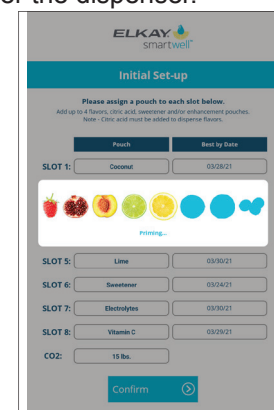 of the dispenser.
ELKAY
smartwell™
Initial Set-up
Please assign a pouch to each slot below.
Add up to 4 flavors, citric acid, sweetener and/or enhancement pouches.
Note - Citric acid must be added to dispense flavors.
Pouch Best by Date
SLOT 1: Coconut 03/28/21
Priming...
SLOT 5: Lime 03/30/21
SLOT 6: Sweetener 03/24/21
SLOT 7: Electrolytes 03/30/21
SLOT 8: Vitamin C 03/29/21
CO2: 15 lbs.
Confirm